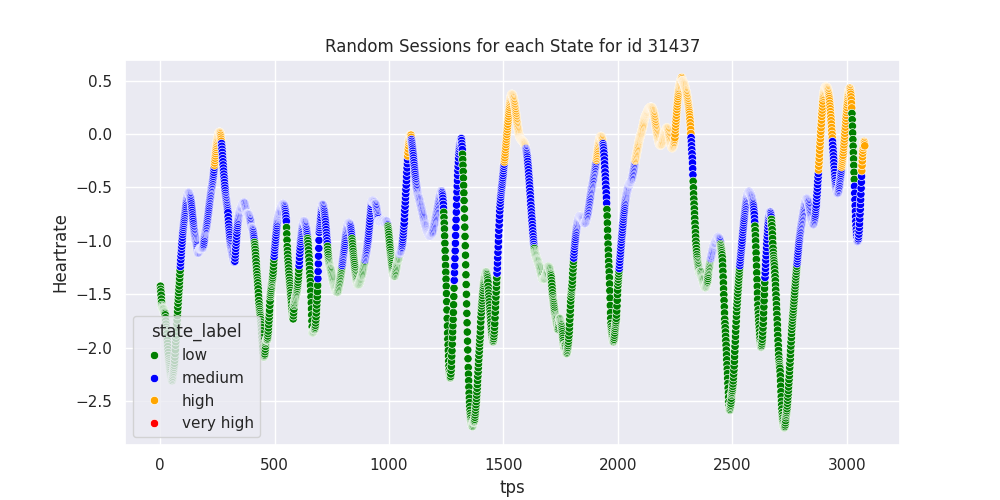 Random Sessions for each State for id 31437
Heartrate
0.5
0.0
−0.5
−1.0
−1.5
−2.0
−2.5
state_label
low
medium
high
very high
0 500 1000 1500 2000 2500 3000
tps